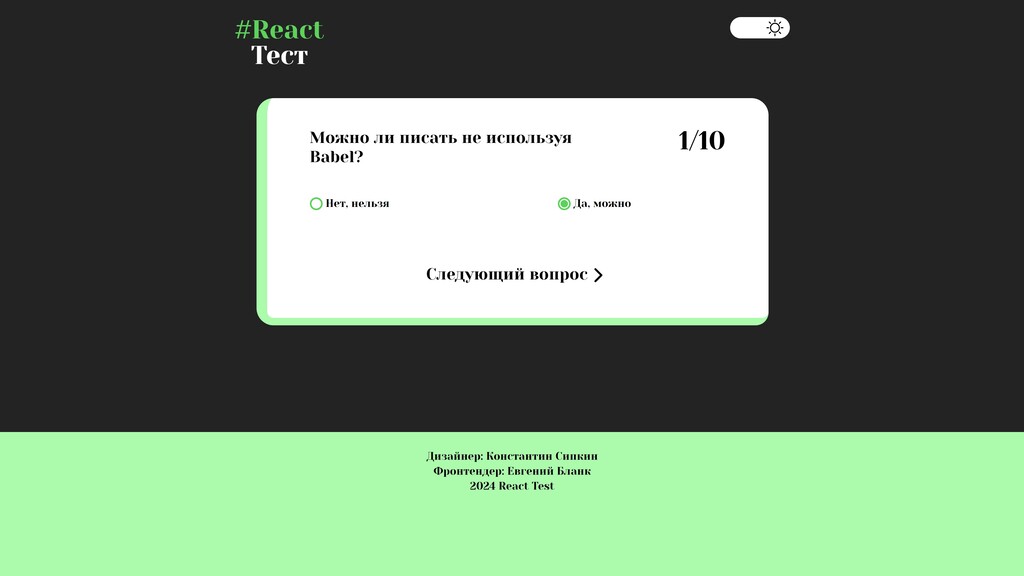 #React
Тест
Можно ли писать не используя
Babel?
1/10
Нет, нельзя
Да, можно
Следующий вопрос
Дизайнер: Константин Сипкин
Фронтендер: Евгений Бланк
2024 React Test